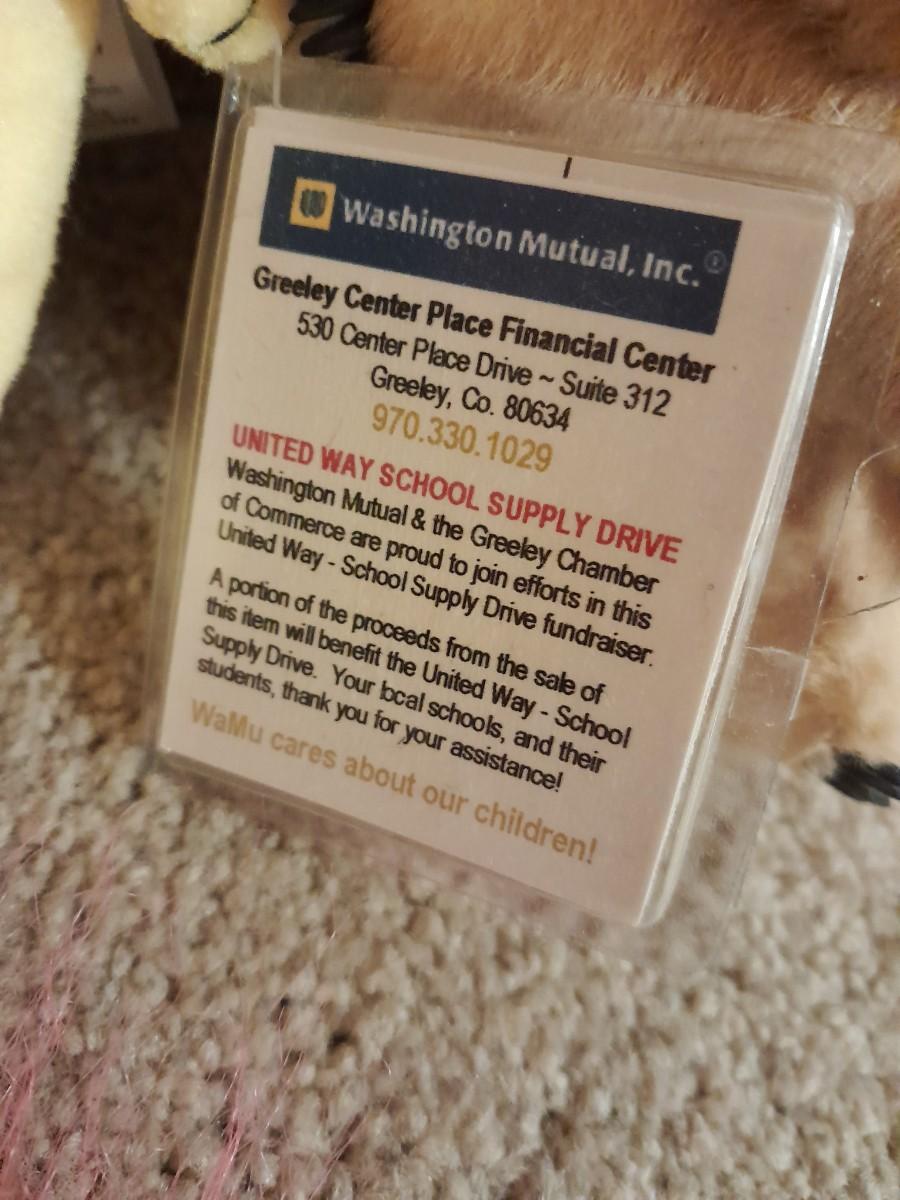 Washington Mutual, Inc.®
Greeley Center Place Financial Center
530 Center Place Drive ~ Suite 312
Greeley, Co. 80634
970.330.1029
UNITED WAY SCHOOL SUPPLY DRIVE
Washington Mutual & the Greeley Chamber
of Commerce are proud to join efforts in this
United Way - School Supply Drive fundraiser.
A portion of the proceeds from the sale of
this item will benefit the United Way - School
Supply Drive. Your local schools, and their
students, thank you for your assistance!
WaMu cares about our children!